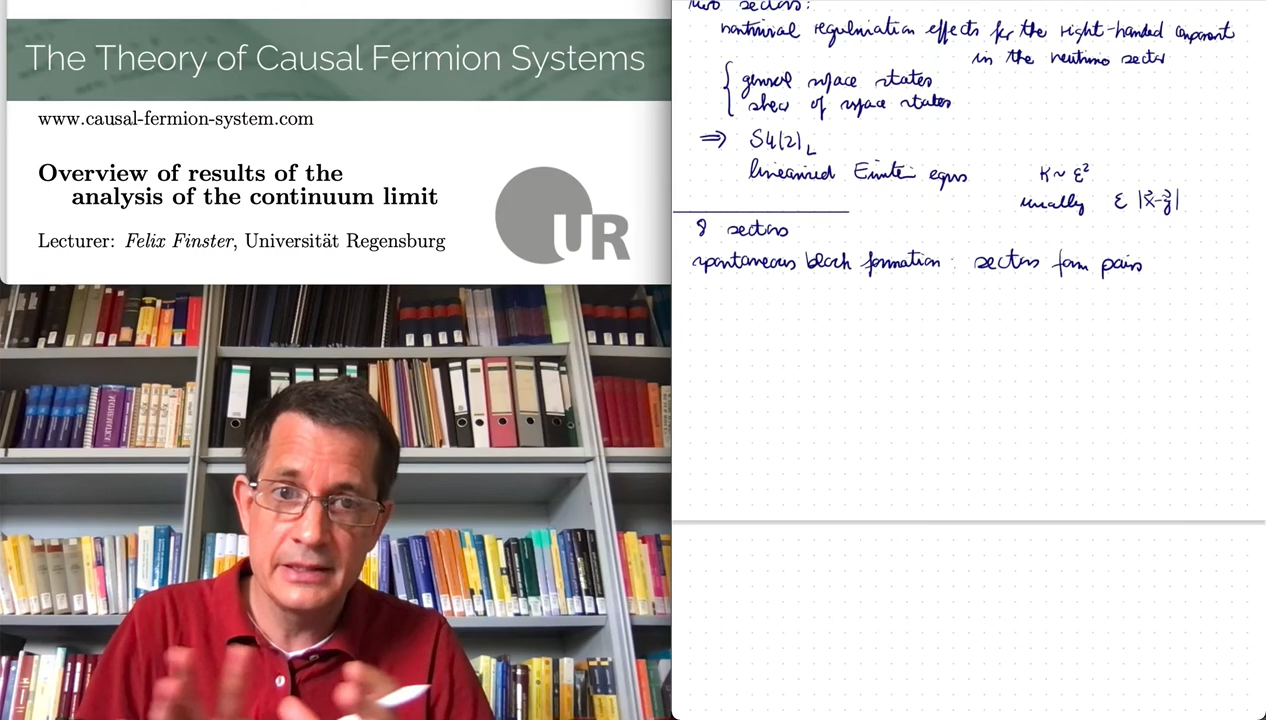 The Theory of Causal Fermion Systems
www.causal-fermion-system.com
Overview of results of the
analysis of the continuum limit
Lecturer: Felix Finster, Universität Regensburg
UR
two sectors:
nontrivial regularization effects for the right-handed component
in the neutrino sector
general surface states
shear of surface states
⇒ SU(2)_L
linearized Einstein eqns κ ~ ε²
usually ε |x⃗-y⃗|
8 sectors
spontaneous block formation: sectors form pairs